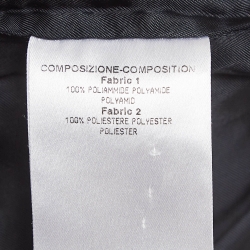 COMPOSIZIONE-COMPOSITION
Fabric 1
100% POLIAMMIDE POLYAMIDE
POLYAMID
Fabric 2
100% POLIESTERE POLYESTER
POLIESTER